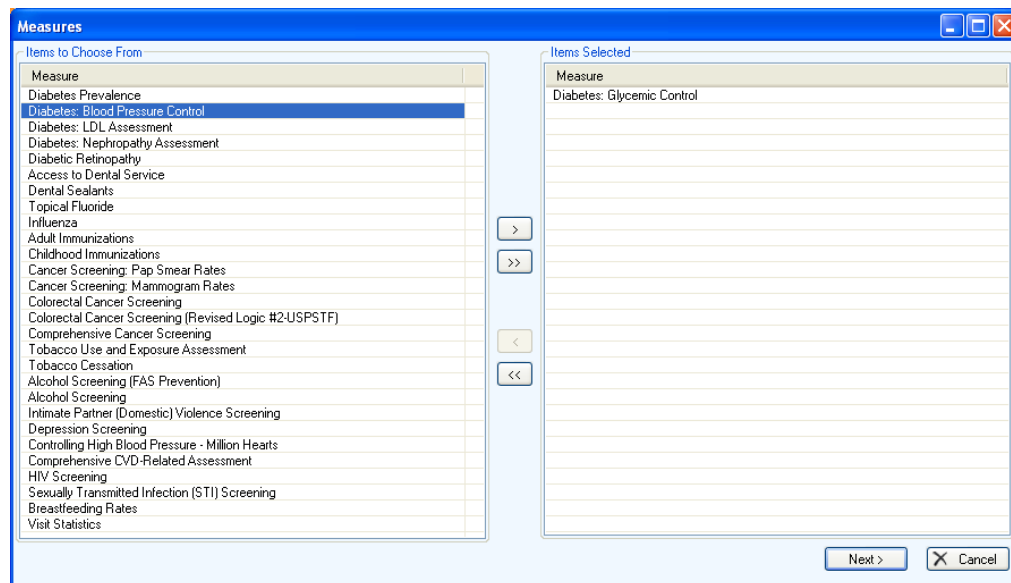 Measures
Items to Choose From
Measure
Diabetes Prevalence
Diabetes: Blood Pressure Control
Diabetes: LDL Assessment
Diabetes: Nephropathy Assessment
Diabetic Retinopathy
Access to Dental Service
Dental Sealants
Topical Fluoride
Influenza
Adult Immunizations
Childhood Immunizations
Cancer Screening: Pap Smear Rates
Cancer Screening: Mammogram Rates
Colorectal Cancer Screening
Colorectal Cancer Screening (Revised Logic #2-USPSTF)
Comprehensive Cancer Screening
Tobacco Use and Exposure Assessment
Tobacco Cessation
Alcohol Screening (FAS Prevention)
Alcohol Screening
Intimate Partner (Domestic) Violence Screening
Depression Screening
Controlling High Blood Pressure - Million Hearts
Comprehensive CVD-Related Assessment
HIV Screening
Sexually Transmitted Infection (STI) Screening
Breastfeeding Rates
Visit Statistics
>
>>
<
<<
Items Selected
Measure
Diabetes: Glycemic Control
Next >
Cancel